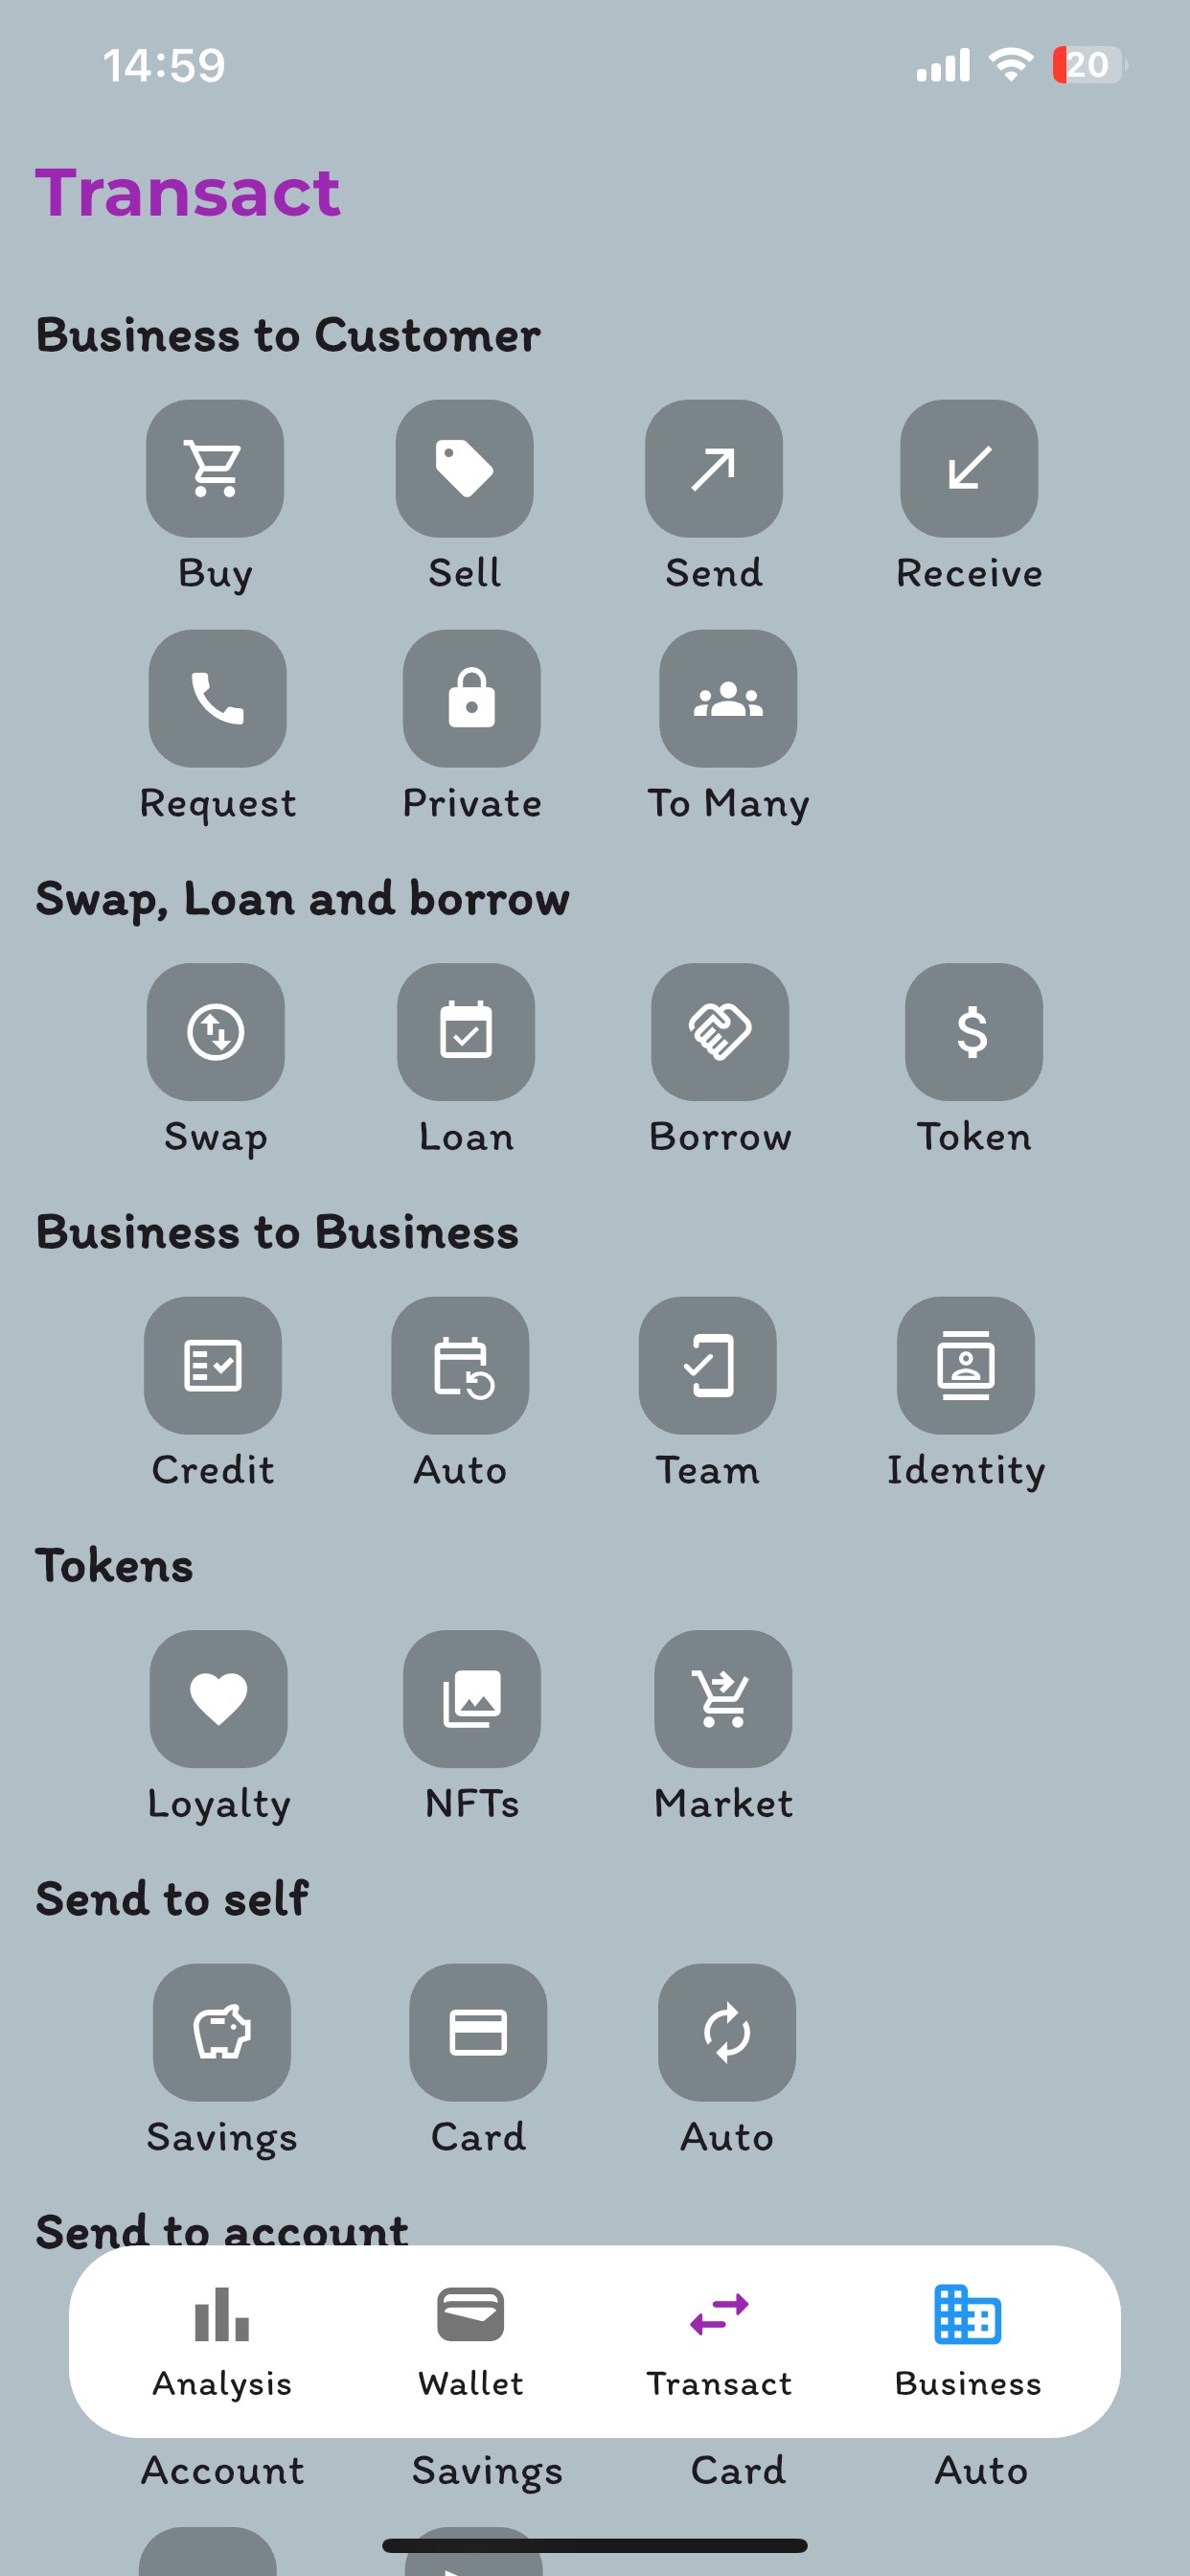 14:59
20
Transact
Business to Customer
Buy Sell Send Receive
Request Private To Many
Swap, Loan and borrow
Swap Loan Borrow Token
Business to Business
Credit Auto Team Identity
Tokens
Loyalty NFTs Market
Send to self
Savings Card Auto
Send to account
Analysis Wallet Transact Business
Account Savings Card Auto